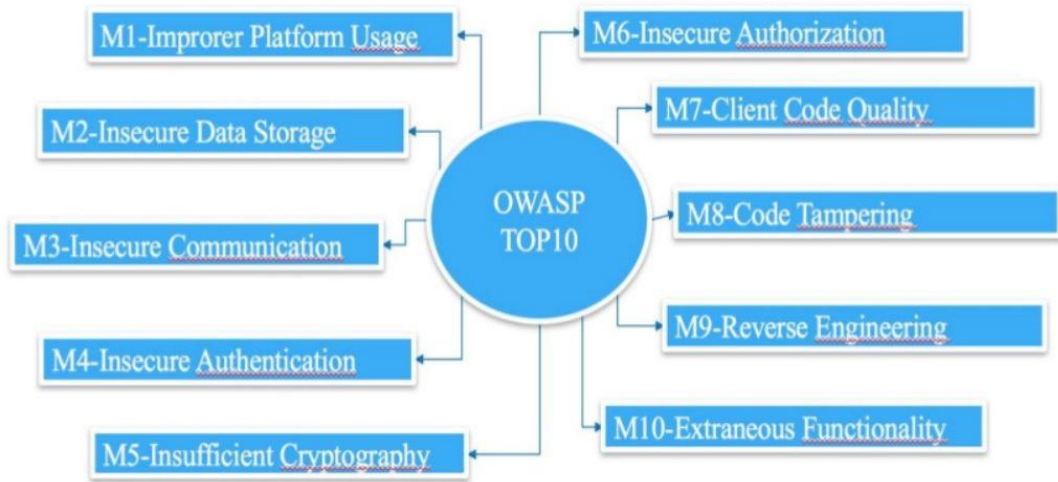 M1-Improrer Platform Usage
M2-Insecure Data Storage
M3-Insecure Communication
M4-Insecure Authentication
M5-Insufficient Cryptography
OWASP
TOP10
M6-Insecure Authorization
M7-Client Code Quality
M8-Code Tampering
M9-Reverse Engineering
M10-Extraneous Functionality